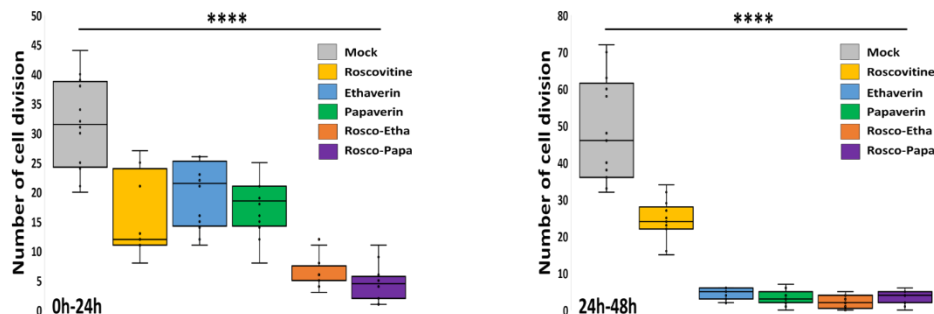 ****
Number of cell division
50
45
40
35
30
25
20
15
10
5
0
Mock
Roscovitine
Ethaverin
Papaverin
Rosco-Etha
Rosco-Papa
0h-24h
****
Number of cell division
80
70
60
50
40
30
20
10
0
Mock
Roscovitine
Ethaverin
Papaverin
Rosco-Etha
Rosco-Papa
24h-48h